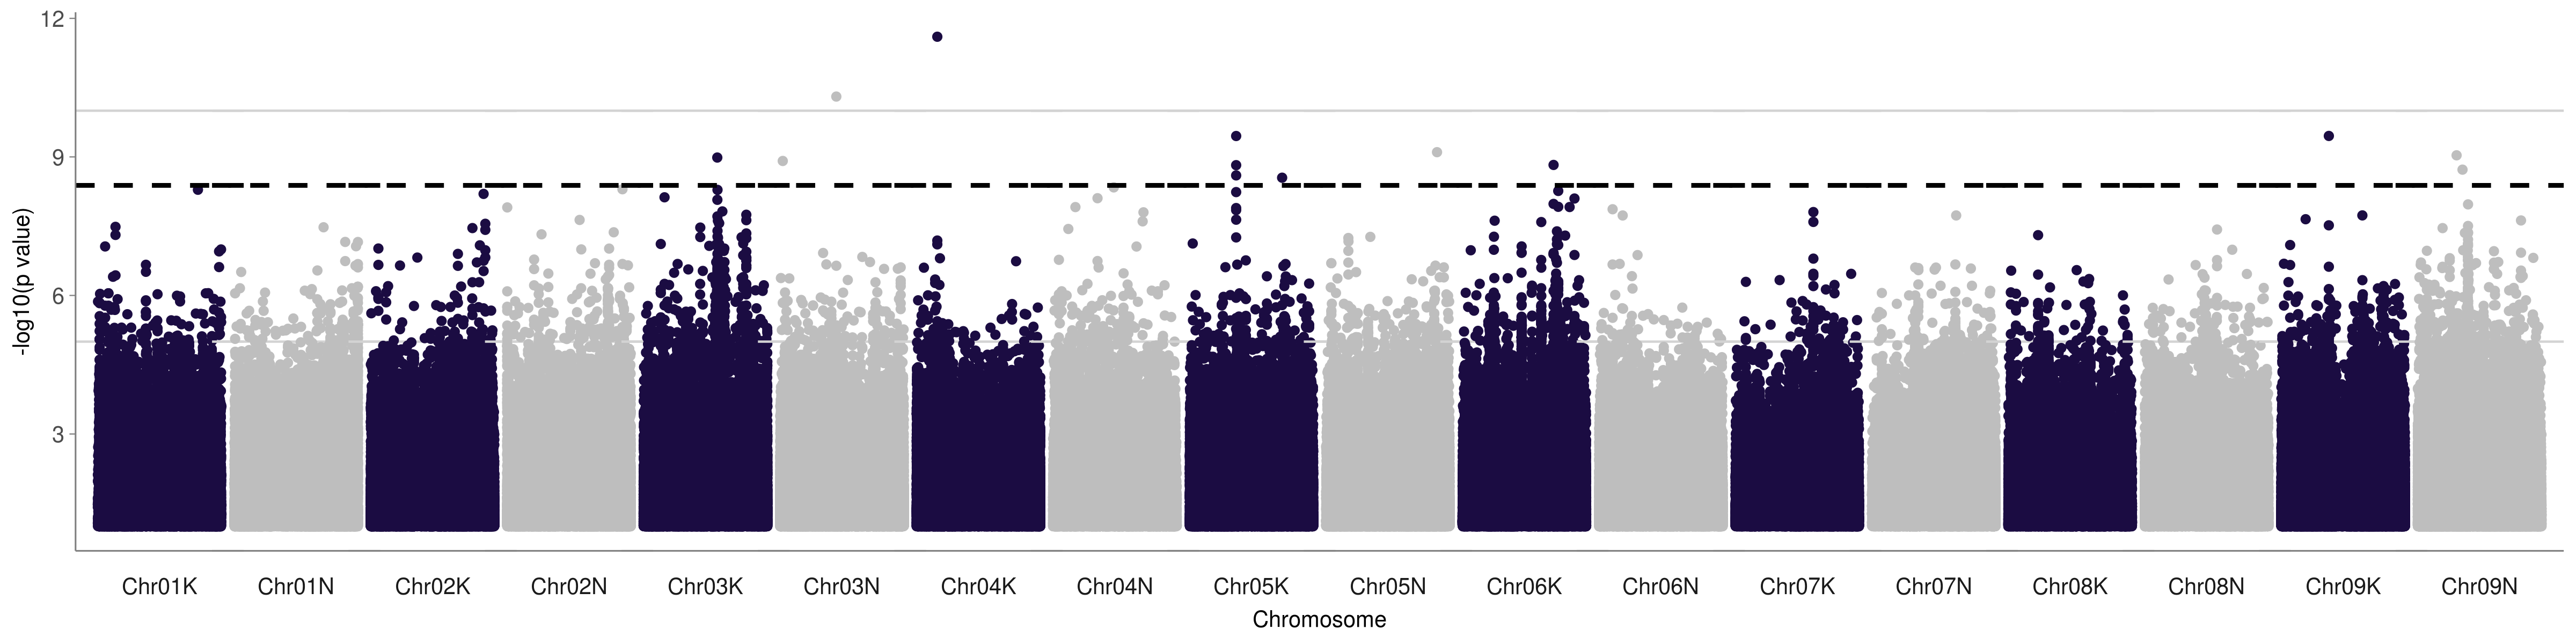 -log10(p value)
12
9
6
3
Chr01K Chr01N Chr02K Chr02N Chr03K Chr03N Chr04K Chr04N Chr05K Chr05N Chr06K Chr06N Chr07K Chr07N Chr08K Chr08N Chr09K Chr09N
Chromosome